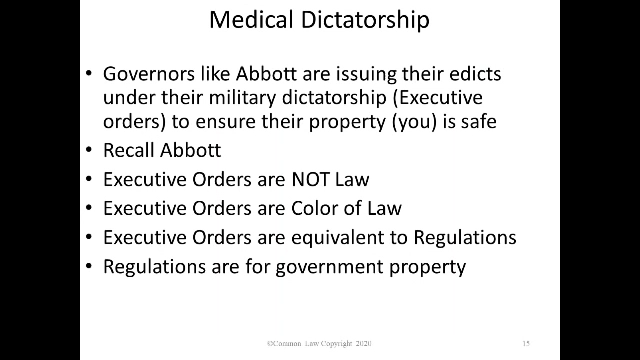 Medical Dictatorship
• Governors like Abbott are issuing their edicts
under their military dictatorship (Executive
orders) to ensure their property (you) is safe
• Recall Abbott
• Executive Orders are NOT Law
• Executive Orders are Color of Law
• Executive Orders are equivalent to Regulations
• Regulations are for government property
©Common Law Copyright 2020
15